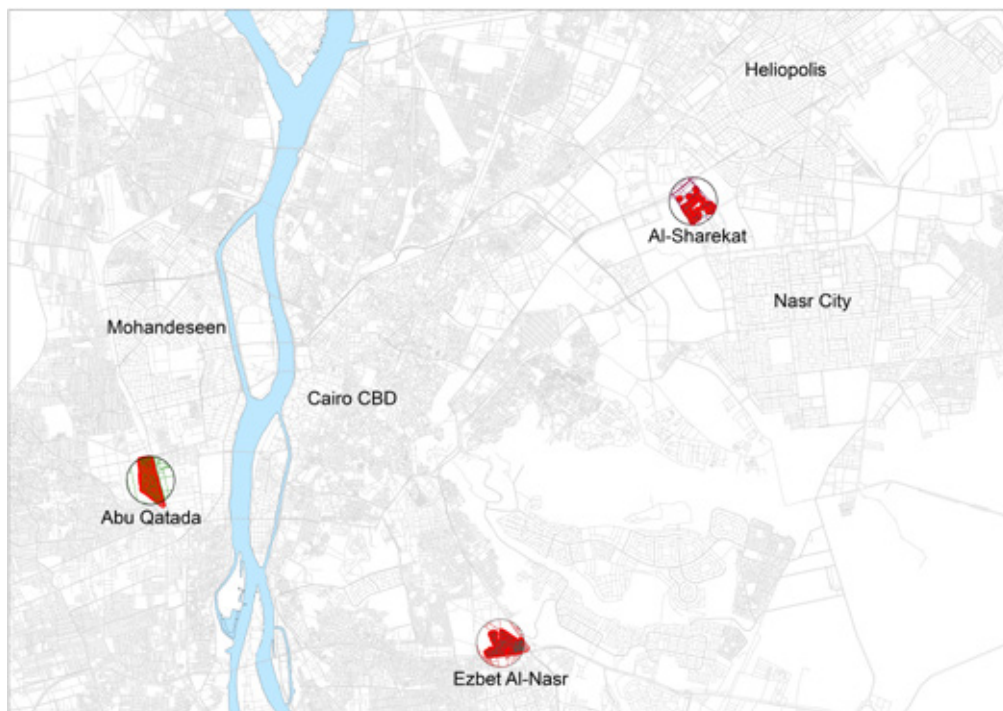 Heliopolis
Al-Sharekat
Nasr City
Mohandeseen
Cairo CBD
Abu Qatada
Ezbet Al-Nasr